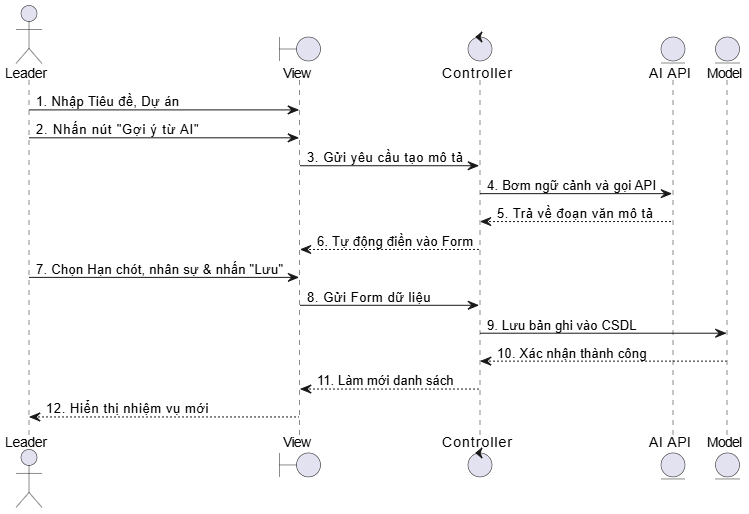 Leader
View
Controller
AI API
Model
1. Nhập Tiêu đề, Dự án
2. Nhấn nút "Gợi ý từ AI"
3. Gửi yêu cầu tạo mô tả
4. Bơm ngữ cảnh và gọi API
5. Trả về đoạn văn mô tả
6. Tự động điền vào Form
7. Chọn Hạn chót, nhân sự & nhấn "Lưu"
8. Gửi Form dữ liệu
9. Lưu bản ghi vào CSDL
10. Xác nhận thành công
11. Làm mới danh sách
12. Hiển thị nhiệm vụ mới
Leader
View
Controller
AI API
Model